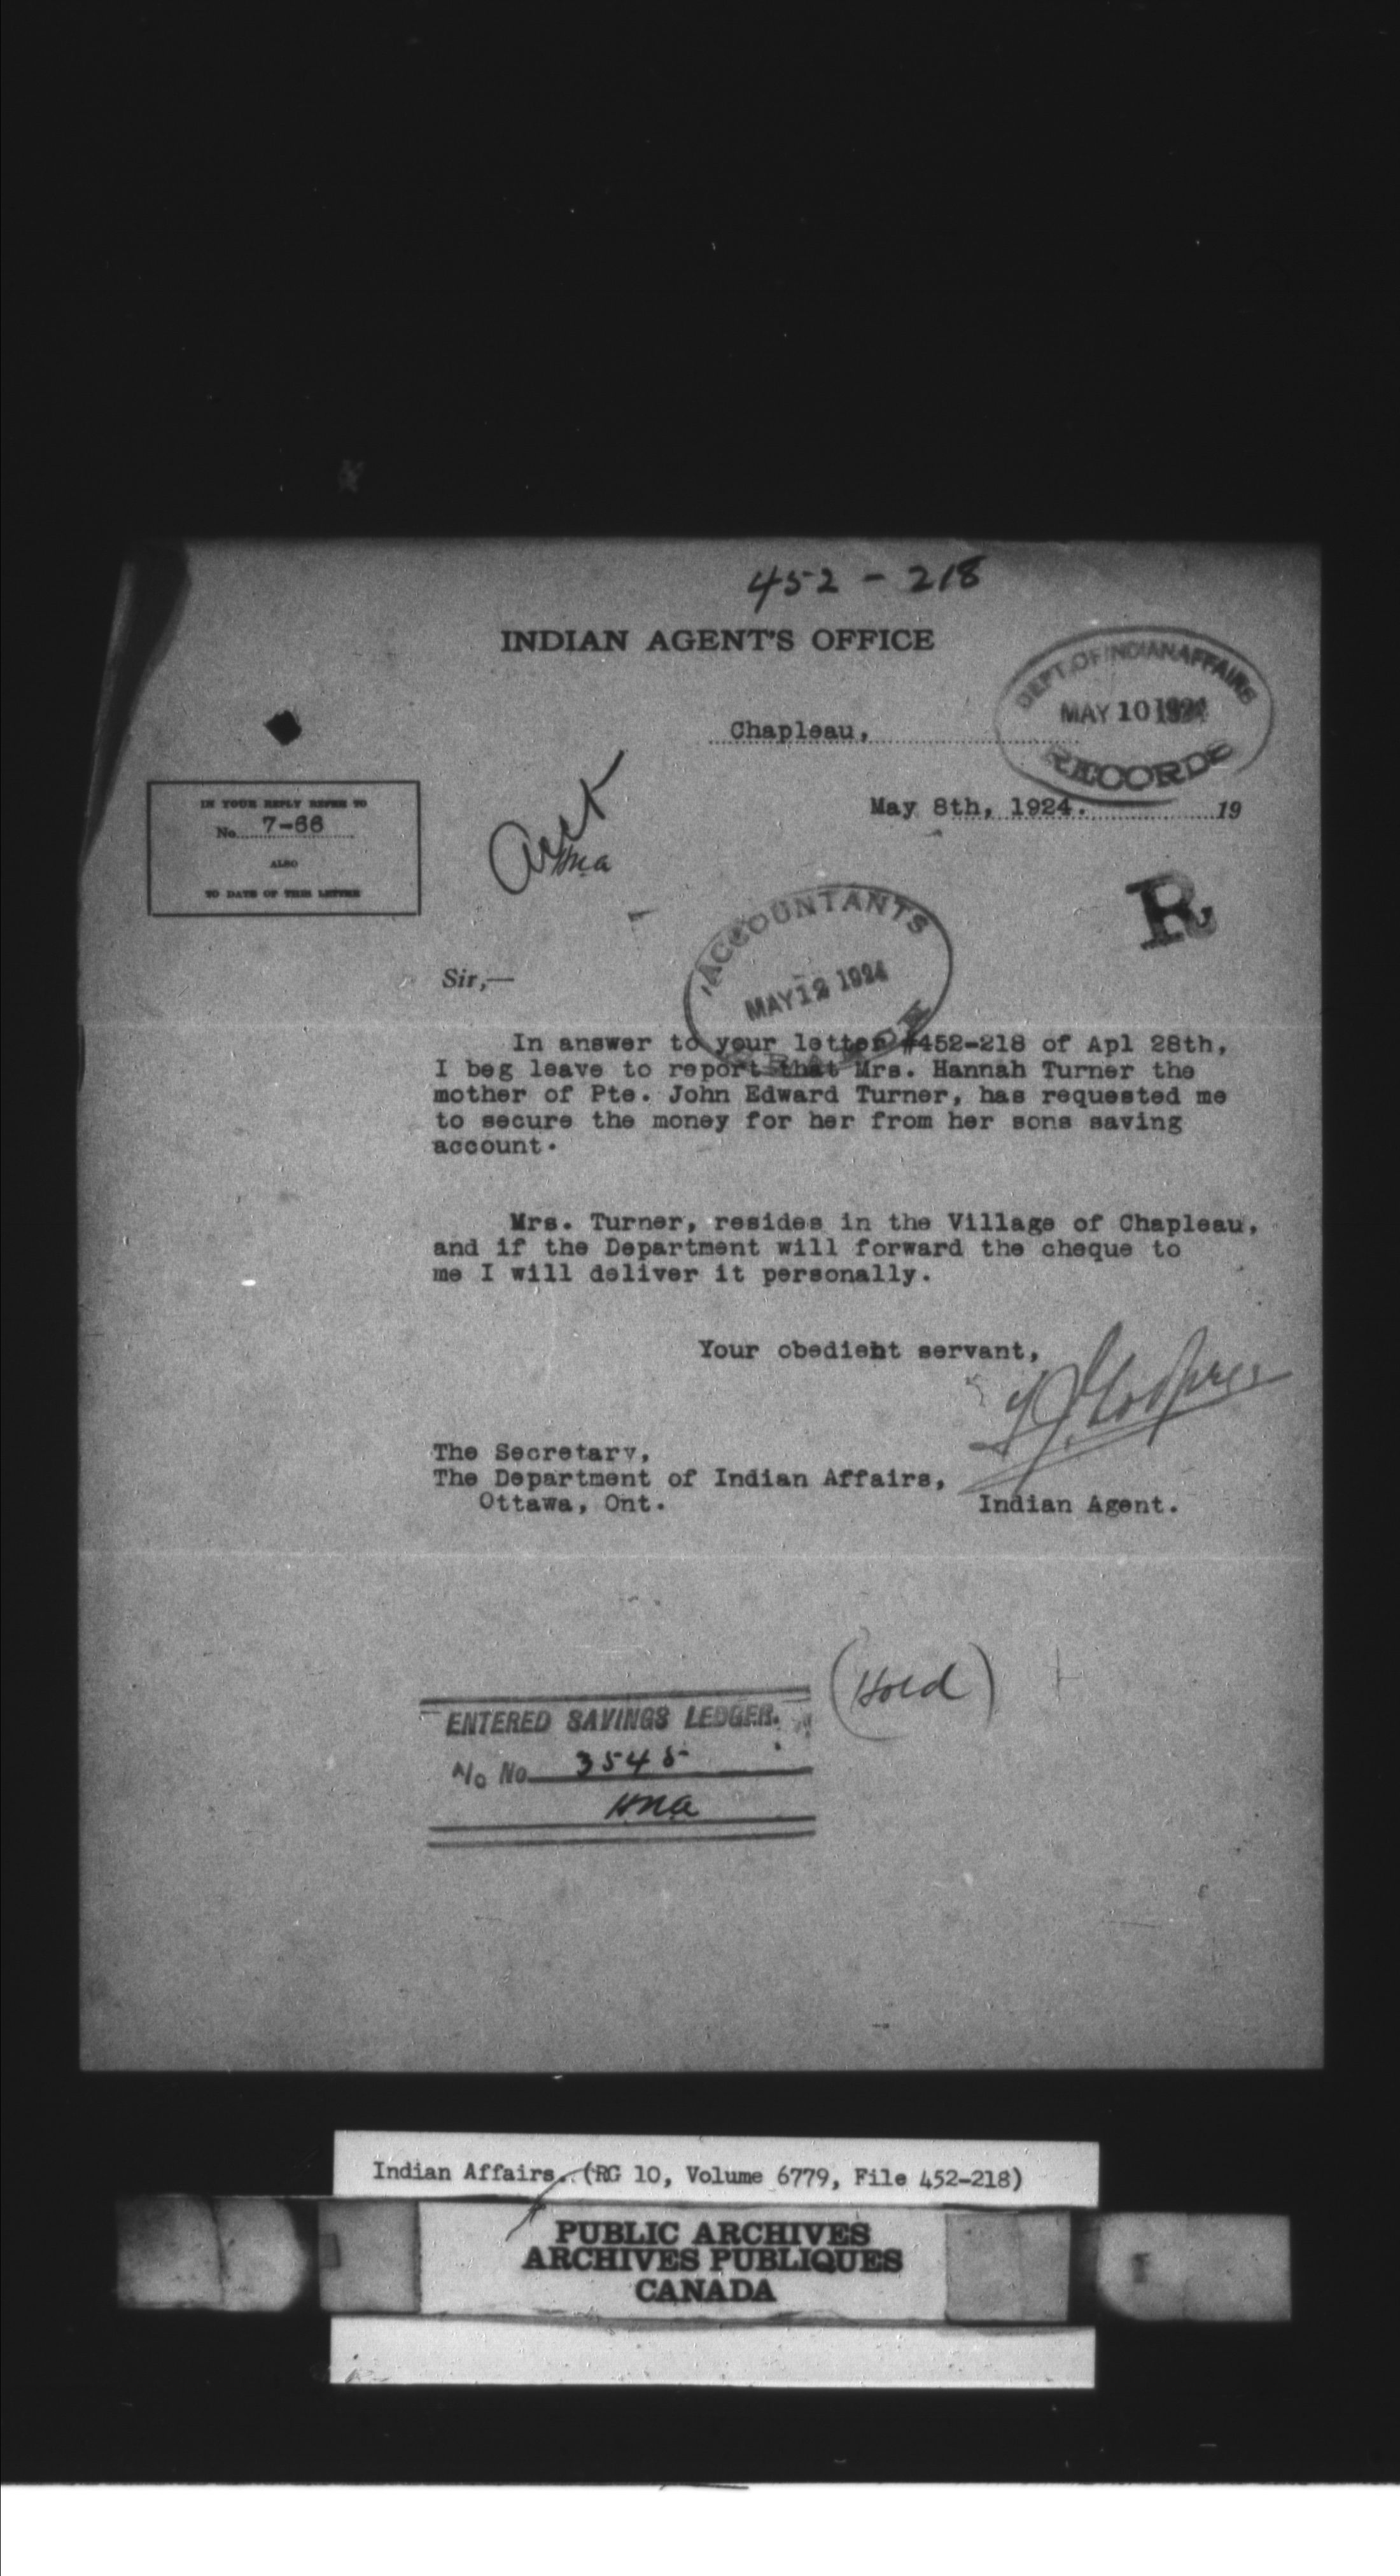 452 - 218
INDIAN AGENT'S OFFICE
DEPT. OF INDIAN AFFAIRS
MAY 10 1924
RECORDS
Chapleau,
May 8th, 1924. 19
IN YOUR REPLY REFER TO
No. 7-66
ALSO
TO DATE OF THIS LETTER
R
ACCOUNTANTS
MAY 12 1924
BRANCH
Sir,—
In answer to your letter #452-218 of Apl 28th,
I beg leave to report that Mrs. Hannah Turner the
mother of Pte. John Edward Turner, has requested me
to secure the money for her from her sons saving
account.
Mrs. Turner, resides in the Village of Chapleau,
and if the Department will forward the cheque to
me I will deliver it personally.
Your obedient servant,
The Secretary,
The Department of Indian Affairs,
Ottawa, Ont.
Indian Agent.
(Hold)
ENTERED SAVINGS LEDGER.
A/c No 3545
HMA
Indian Affairs. (RG 10, Volume 6779, File 452-218)
PUBLIC ARCHIVES
ARCHIVES PUBLIQUES
CANADA